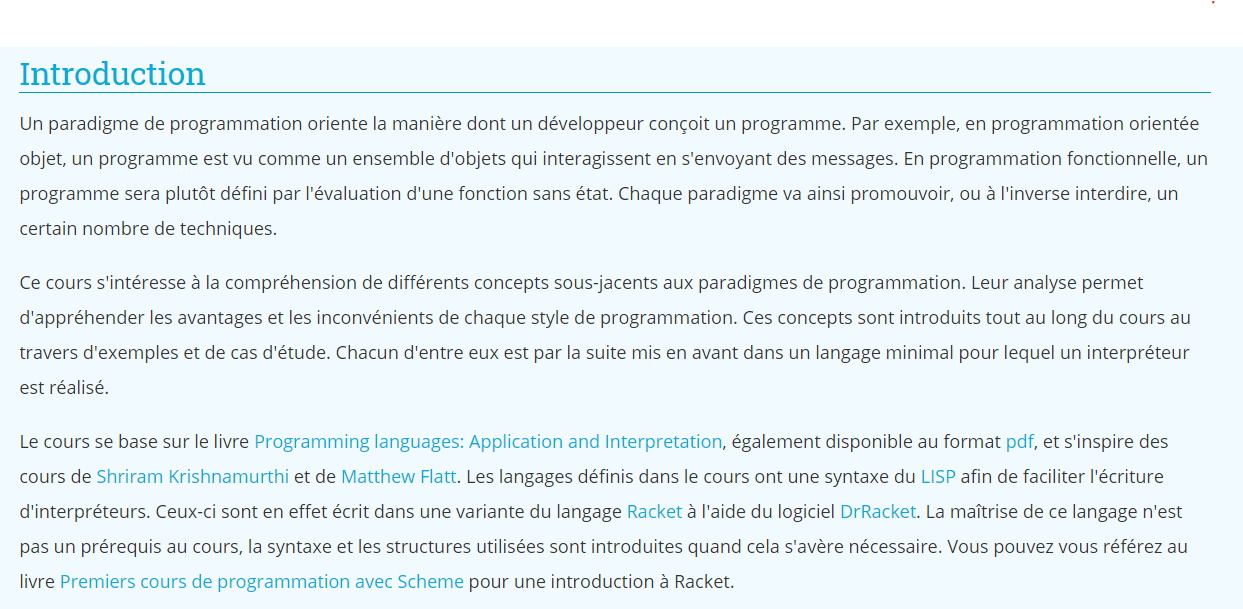 Introduction
Un paradigme de programmation oriente la manière dont un développeur conçoit un programme. Par exemple, en programmation orientée
objet, un programme est vu comme un ensemble d'objets qui interagissent en s'envoyant des messages. En programmation fonctionnelle, un
programme sera plutôt défini par l'évaluation d'une fonction sans état. Chaque paradigme va ainsi promouvoir, ou à l'inverse interdire, un
certain nombre de techniques.
Ce cours s'intéresse à la compréhension de différents concepts sous-jacents aux paradigmes de programmation. Leur analyse permet
d'appréhender les avantages et les inconvénients de chaque style de programmation. Ces concepts sont introduits tout au long du cours au
travers d'exemples et de cas d'étude. Chacun d'entre eux est par la suite mis en avant dans un langage minimal pour lequel un interpréteur
est réalisé.
Le cours se base sur le livre Programming languages: Application and Interpretation, également disponible au format pdf, et s'inspire des
cours de Shriram Krishnamurthi et de Matthew Flatt. Les langages définis dans le cours ont une syntaxe du LISP afin de faciliter l'écriture
d'interpréteurs. Ceux-ci sont en effet écrit dans une variante du langage Racket à l'aide du logiciel DrRacket. La maîtrise de ce langage n'est
pas un prérequis au cours, la syntaxe et les structures utilisées sont introduites quand cela s'avère nécessaire. Vous pouvez vous référez au
livre Premiers cours de programmation avec Scheme pour une introduction à Racket.